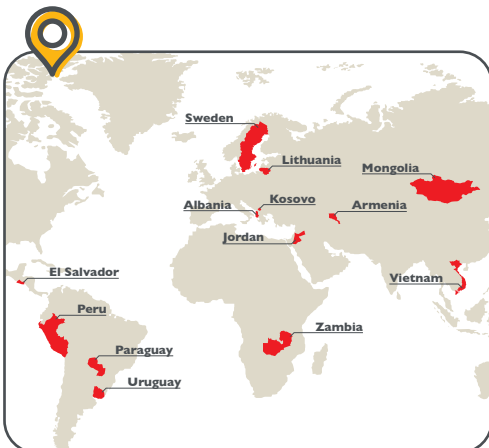 Sweden
Lithuania
Mongolia
Albania
Kosovo
Armenia
Jordan
El Salvador
Vietnam
Peru
Zambia
Paraguay
Uruguay